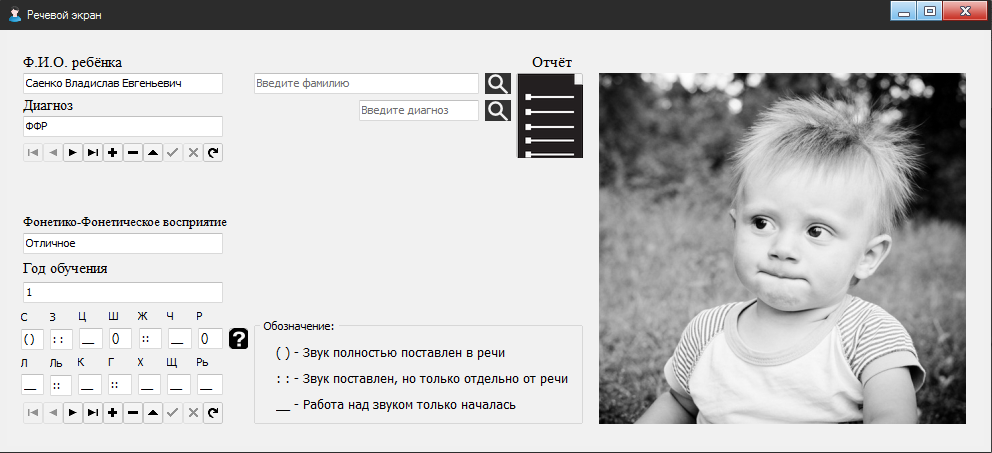 Речевой экран
Ф.И.О. ребёнка
Отчёт
Саенко Владислав Евгеньевич
Введите фамилию
Диагноз
Введите диагноз
ФФР
Фонетико-Фонетическое восприятие
Отличное
Год обучения
1
С З Ц Ш Ж Ч Р
( ) : : __ () :: __ () ?
Л Ль К Г Х Щ Рь
__ :: __ :: __ __ __
Обозначение:
( ) - Звук полностью поставлен в речи
: : - Звук поставлен, но только отдельно от речи
__ - Работа над звуком только началась